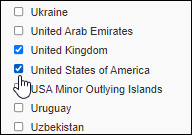 Ukraine
United Arab Emirates
United Kingdom
United States of America
USA Minor Outlying Islands
Uruguay
Uzbekistan